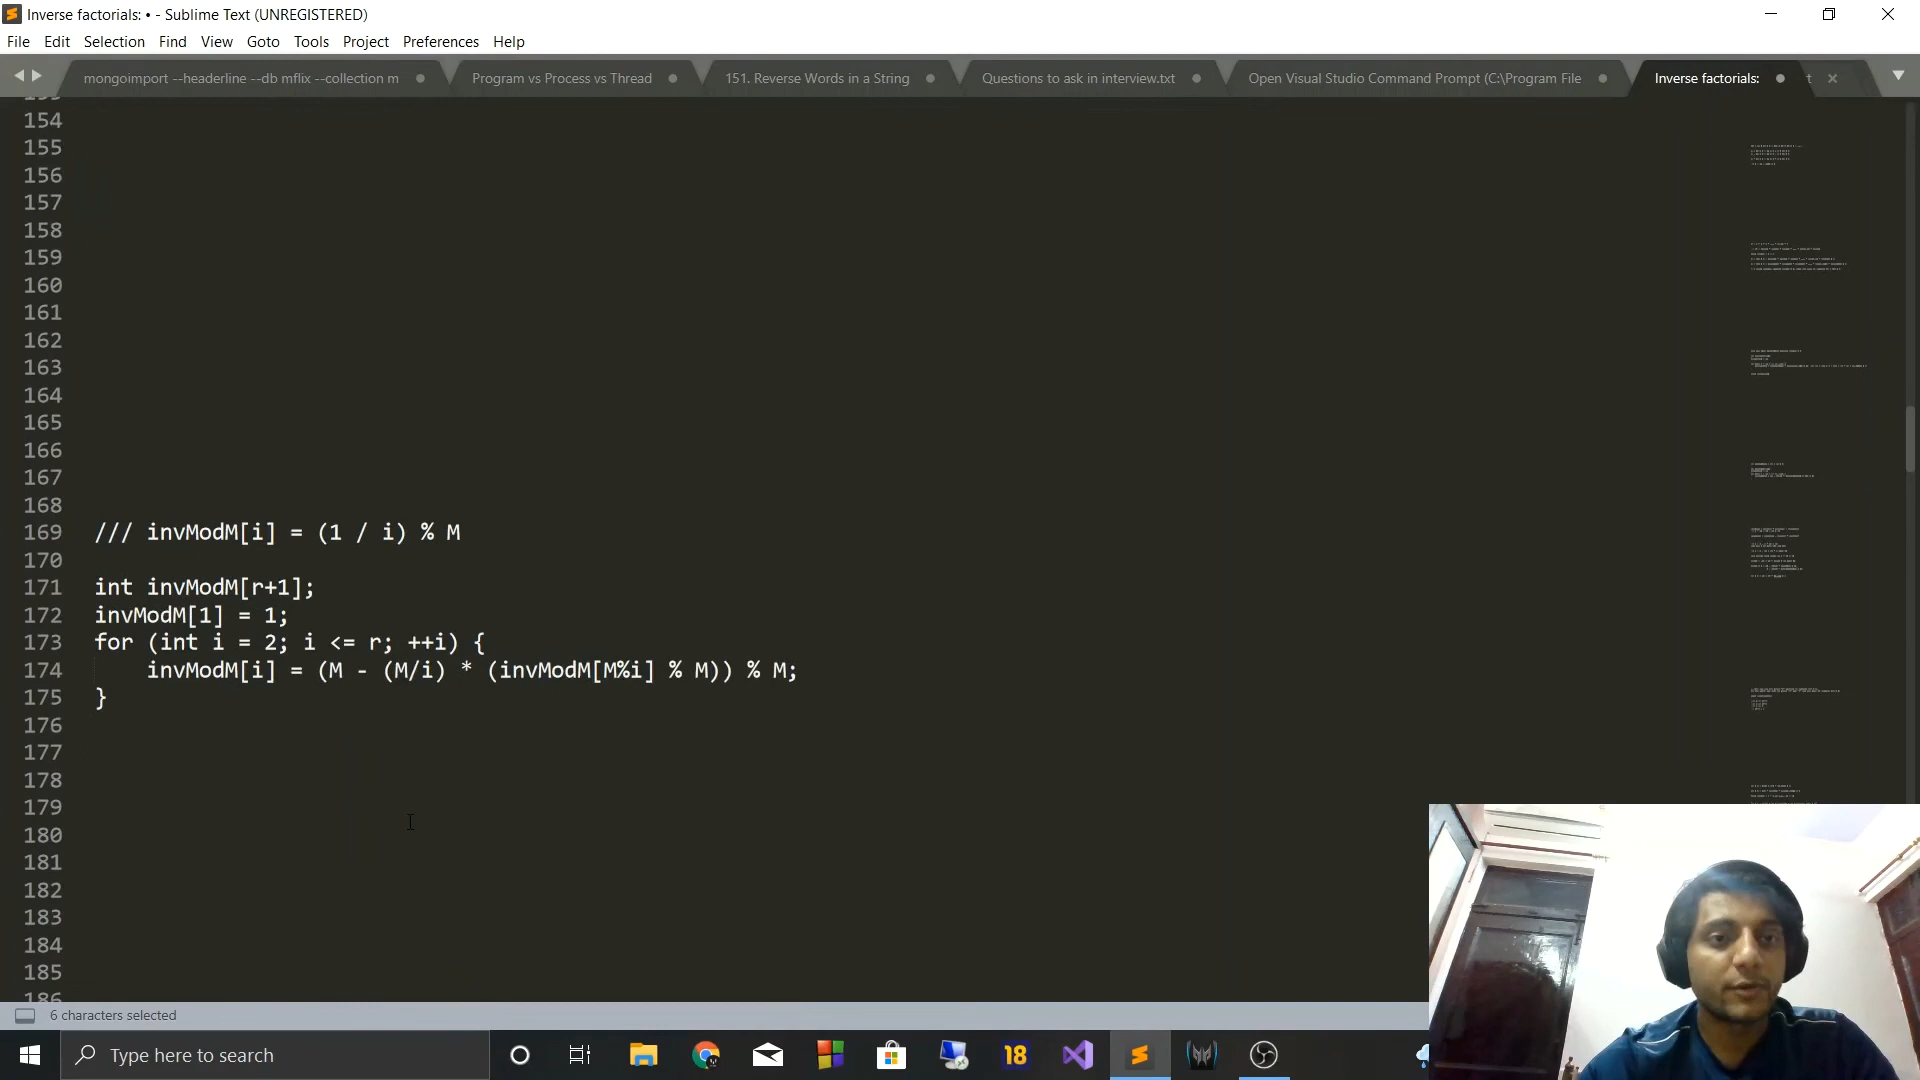 Inverse factorials: • - Sublime Text (UNREGISTERED)
File Edit Selection Find View Goto Tools Project Preferences Help
mongoimport --headerline --db mflix --collection m
Program vs Process vs Thread
151. Reverse Words in a String
Questions to ask in interview.txt
Open Visual Studio Command Prompt (C:\Program File
Inverse factorials:
t
154
155
156
157
158
159
160
161
162
163
164
165
166
167
168
169 /// invModM[i] = (1 / i) % M
170
171 int invModM[r+1];
172 invModM[1] = 1;
173 for (int i = 2; i <= r; ++i) {
174 invModM[i] = (M - (M/i) * (invModM[M%i] % M)) % M;
175 }
176
177
178
179
180
181
182
183
184
185
186
6 characters selected
Type here to search
18